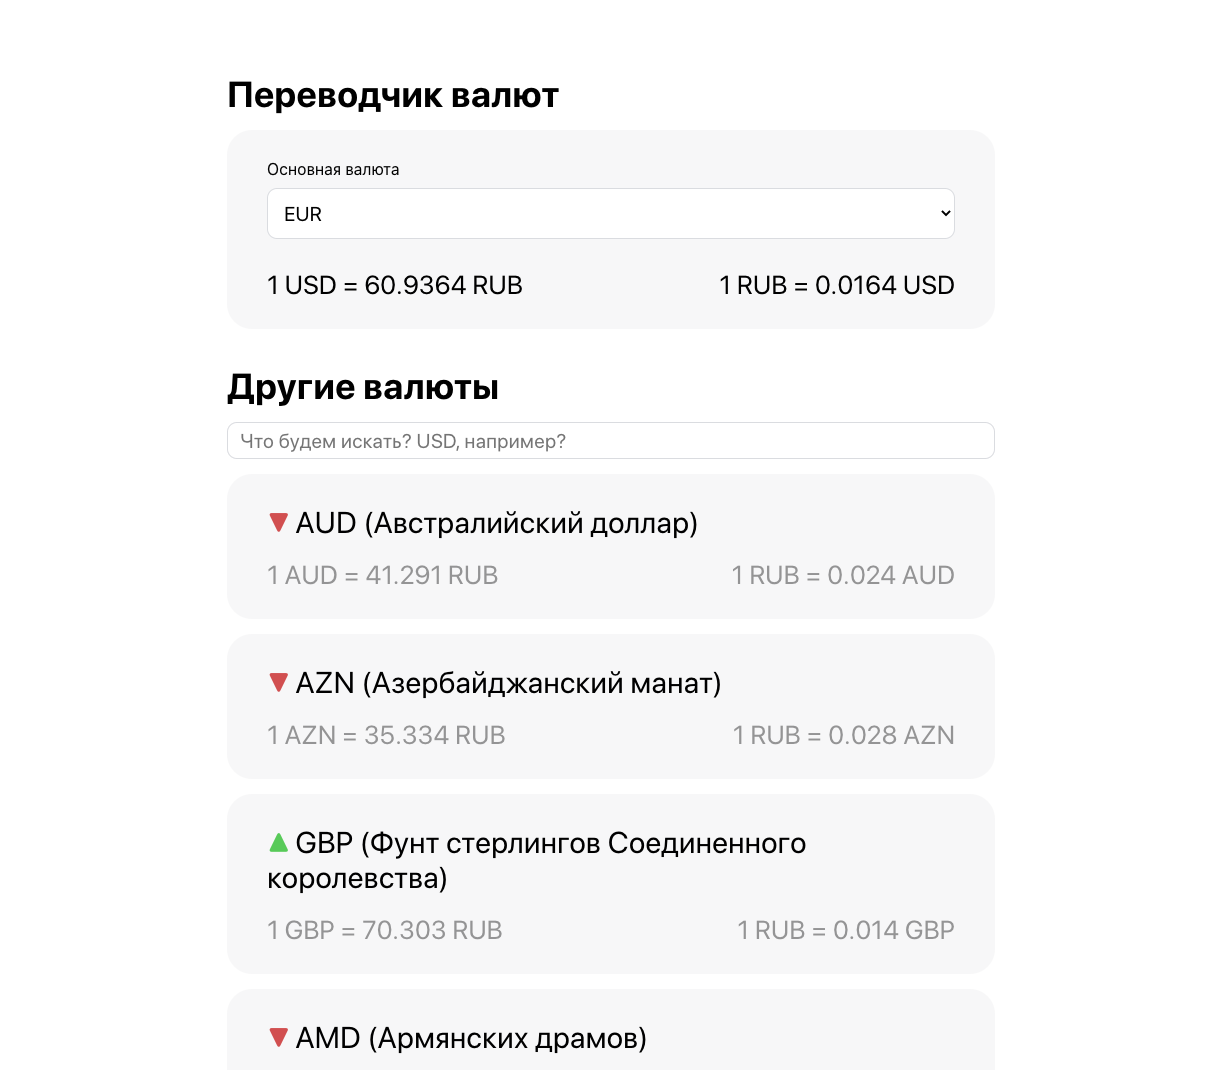 Переводчик валют
Основная валюта
EUR
1 USD = 60.9364 RUB
1 RUB = 0.0164 USD
Другие валюты
Что будем искать? USD, например?
AUD (Австралийский доллар)
1 AUD = 41.291 RUB
1 RUB = 0.024 AUD
AZN (Азербайджанский манат)
1 AZN = 35.334 RUB
1 RUB = 0.028 AZN
GBP (Фунт стерлингов Соединенного
королевства)
1 GBP = 70.303 RUB
1 RUB = 0.014 GBP
AMD (Армянских драмов)